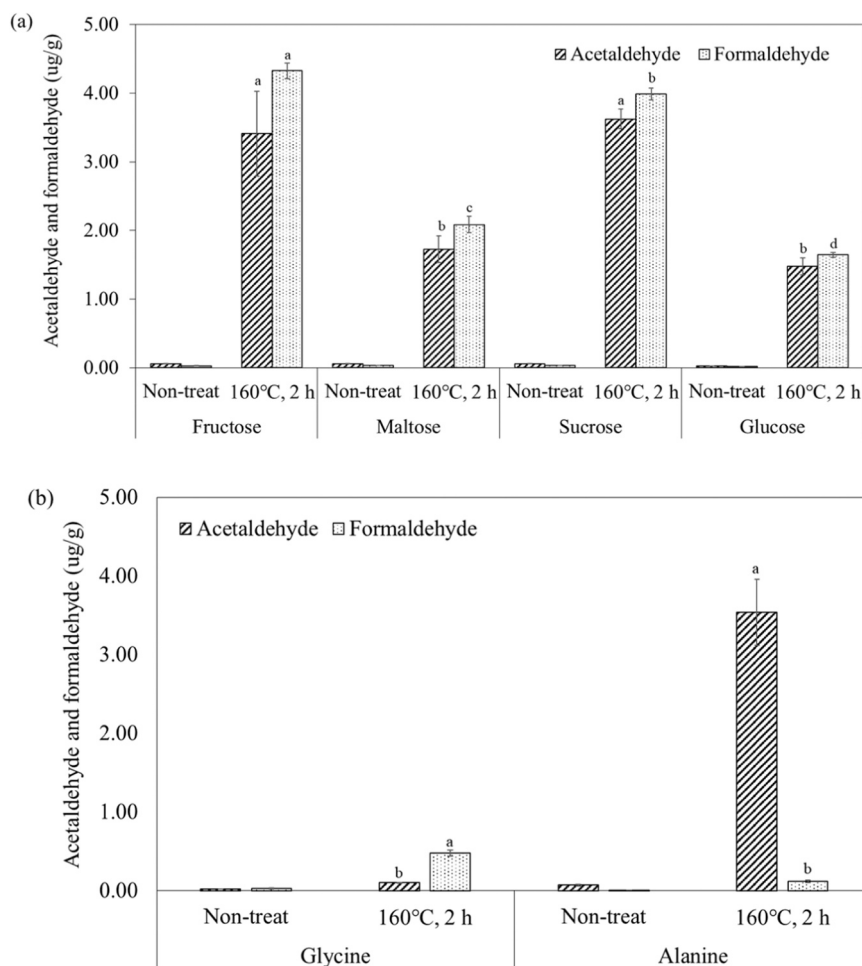 (a)
Acetaldehyde and formaldehyde (ug/g)
5.00
4.00
3.00
2.00
1.00
0.00
Acetaldehyde Formaldehyde
a a
b c
a b
b d
Non-treat 160°C, 2 h Non-treat 160°C, 2 h Non-treat 160°C, 2 h Non-treat 160°C, 2 h
Fructose Maltose Sucrose Glucose
(b)
Acetaldehyde and formaldehyde (ug/g)
5.00
4.00
3.00
2.00
1.00
0.00
Acetaldehyde Formaldehyde
b a
a b
Non-treat 160°C, 2 h Non-treat 160°C, 2 h
Glycine Alanine